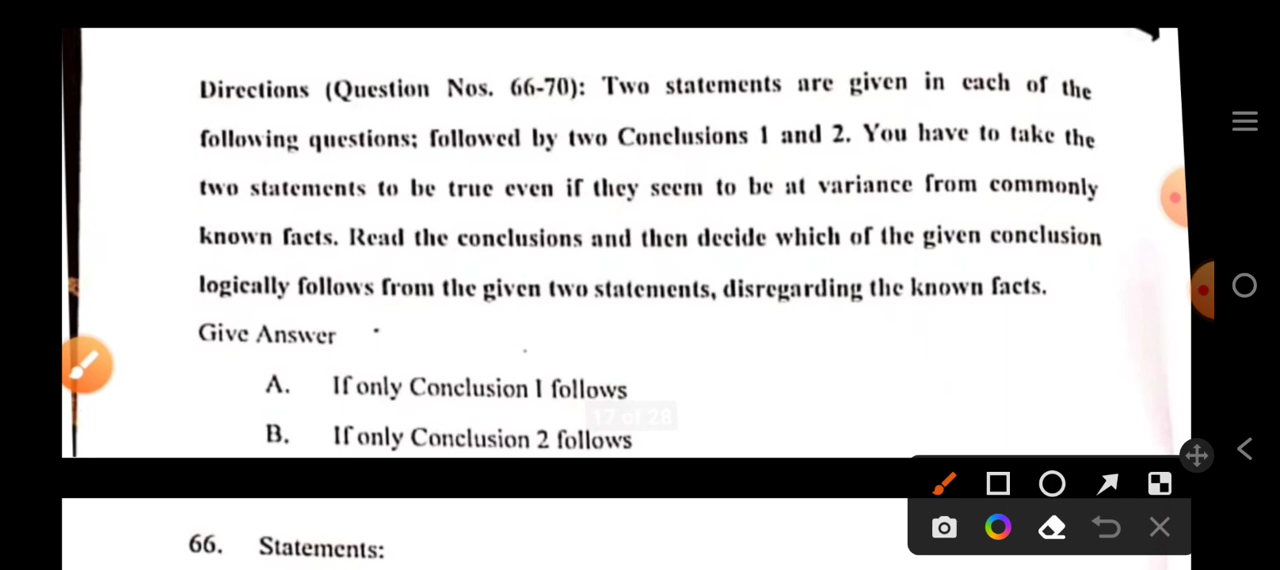 Directions (Question Nos. 66-70): Two statements are given in each of the
following questions; followed by two Conclusions 1 and 2. You have to take the
two statements to be true even if they seem to be at variance from commonly
known facts. Read the conclusions and then decide which of the given conclusion
logically follows from the given two statements, disregarding the known facts.
Give Answer
A. If only Conclusion 1 follows
17 of 28
B. If only Conclusion 2 follows
66. Statements: